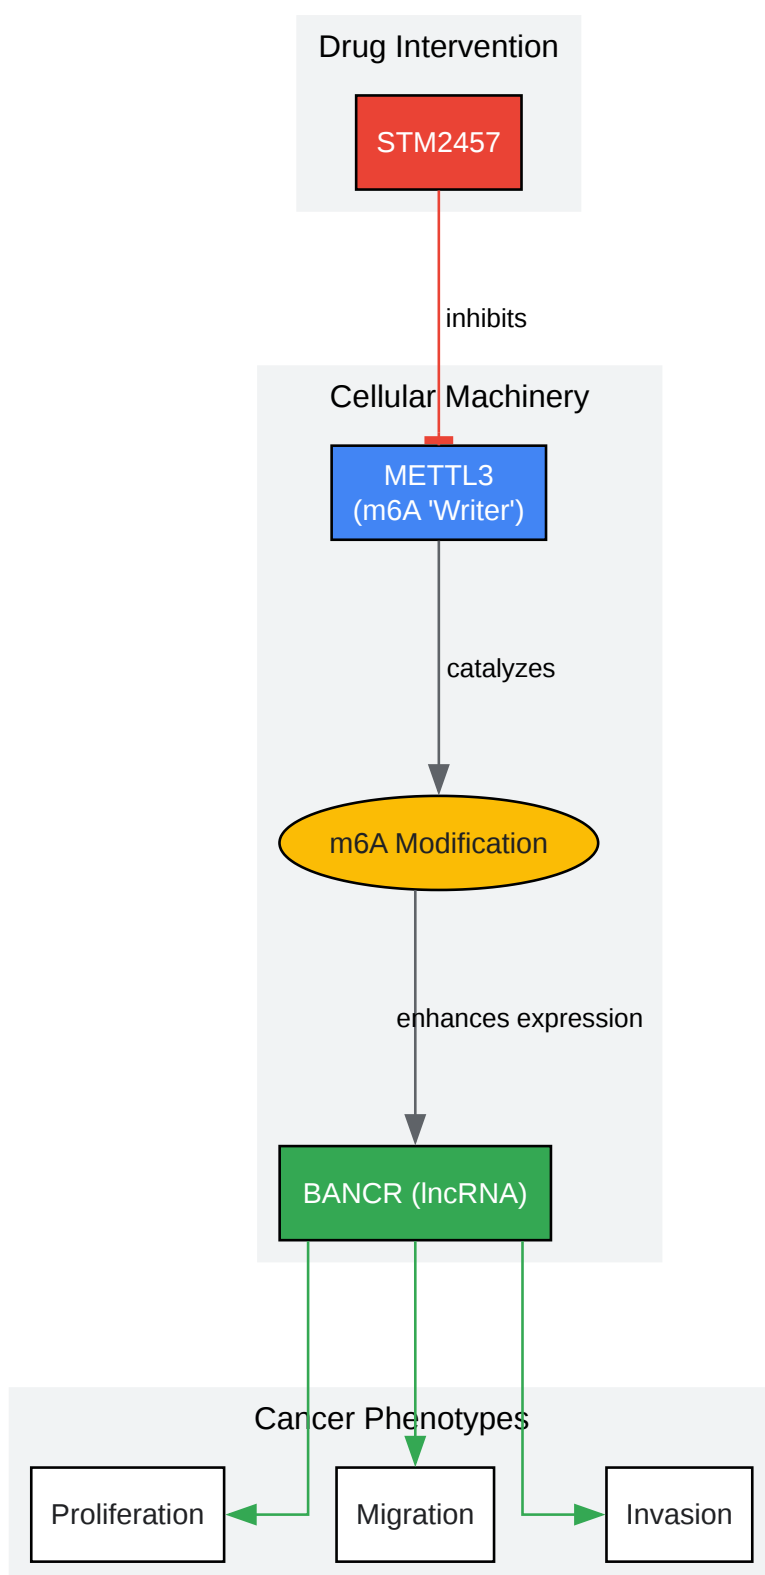 Drug Intervention
STM2457
inhibits
Cellular Machinery
METTL3
(m6A 'Writer')
catalyzes
m6A Modification
enhances expression
BANCR (lncRNA)
Cancer Phenotypes
Proliferation
Migration
Invasion